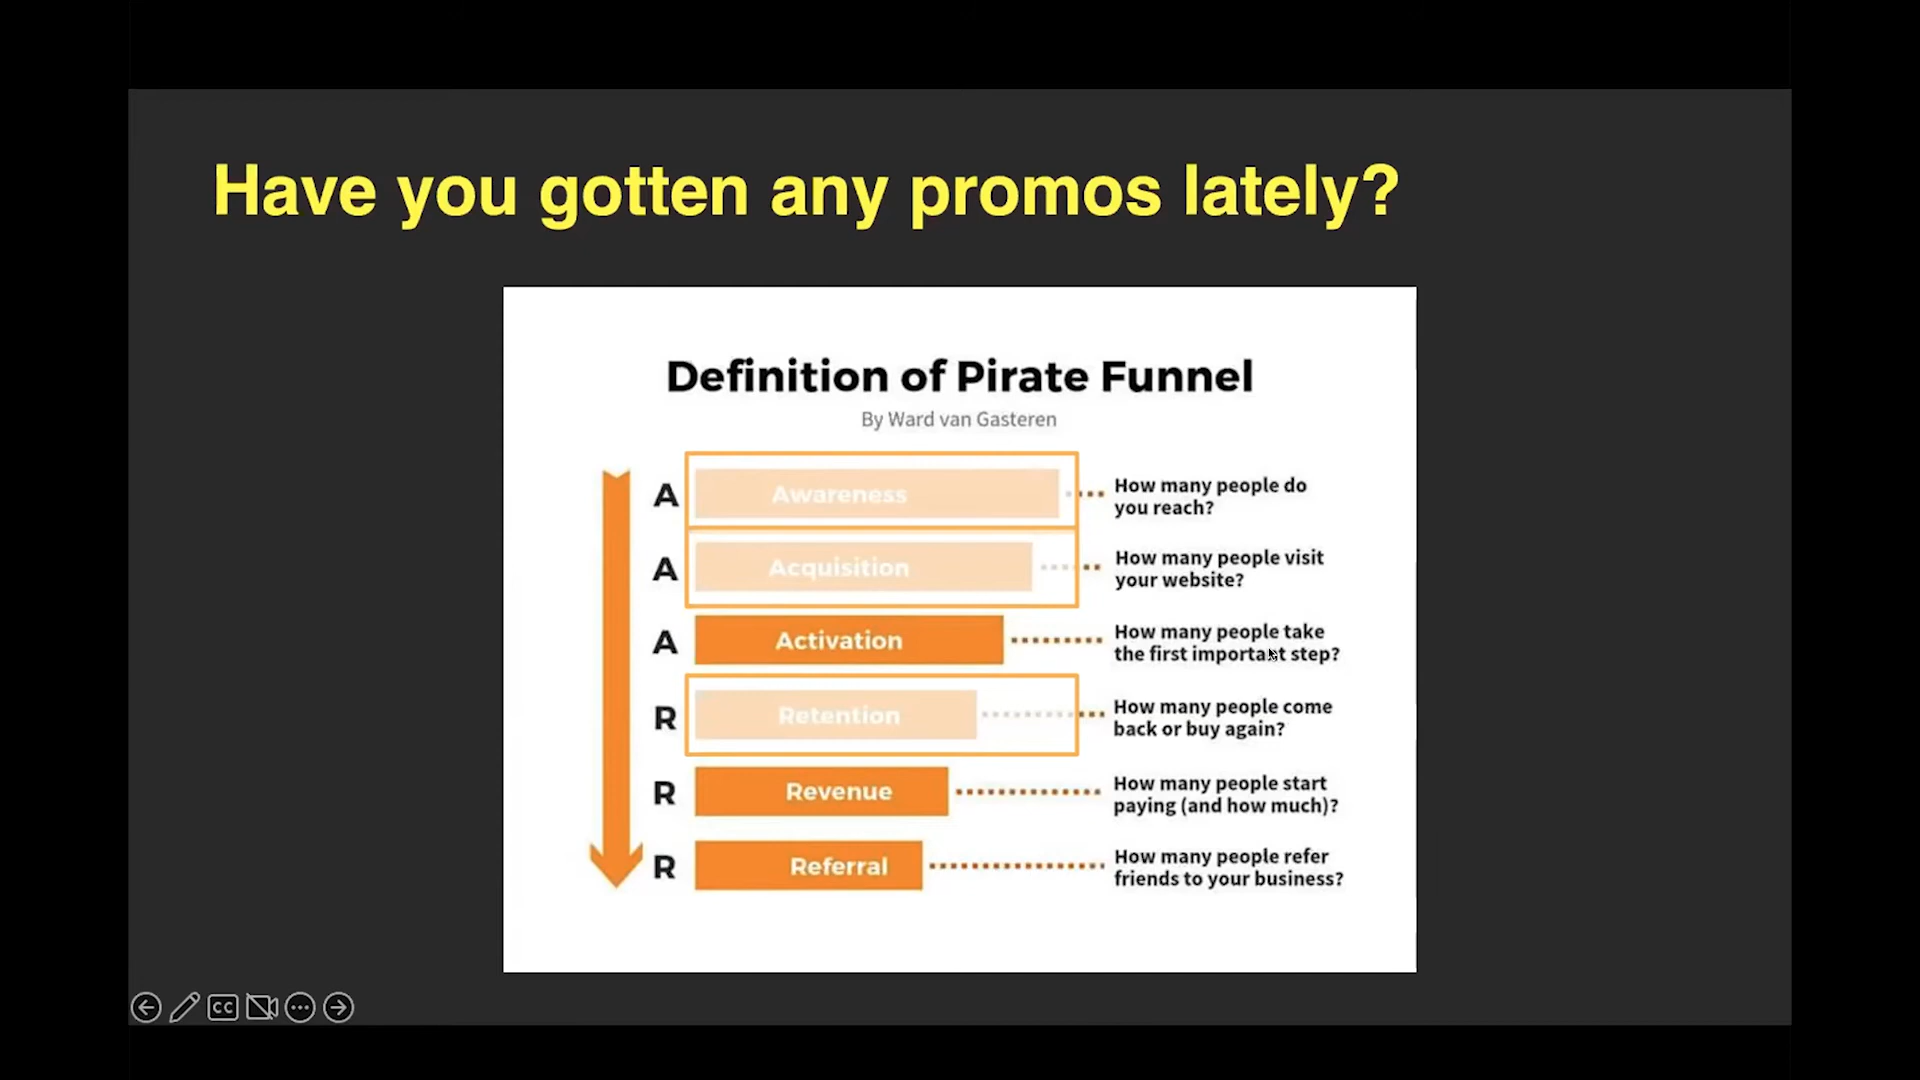 Have you gotten any promos lately?
Definition of Pirate Funnel
By Ward van Gasteren
A Awareness How many people do
you reach?
A Acquisition How many people visit
your website?
A Activation How many people take
the first important step?
R Retention How many people come
back or buy again?
R Revenue How many people start
paying (and how much)?
R Referral How many people refer
friends to your business?
CC